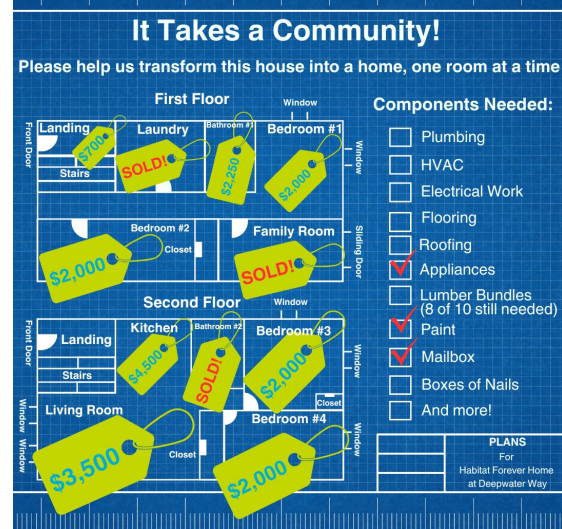 It Takes a Community!
Please help us transform this house into a home, one room at a time
First Floor
Window
Front Door
Landing
$700
Stairs
Laundry
SOLD!
Bathroom #1
$2,250
Bedroom #1
$2,000
Window
Bedroom #2
$2,000
Closet
Family Room
SOLD!
Sliding Door
Second Floor
Window
Front Door
Landing
Stairs
Kitchen
$4,500
Bathroom #2
SOLD!
Bedroom #3
$2,000
Window
Closet
Living Room
$3,500
Window
Window
Closet
Bedroom #4
$2,000
Window
Components Needed:
Plumbing
HVAC
Electrical Work
Flooring
Roofing
Appliances
Lumber Bundles
(8 of 10 still needed)
Paint
Mailbox
Boxes of Nails
And more!
PLANS
For
Habitat Forever Home
at Deepwater Way